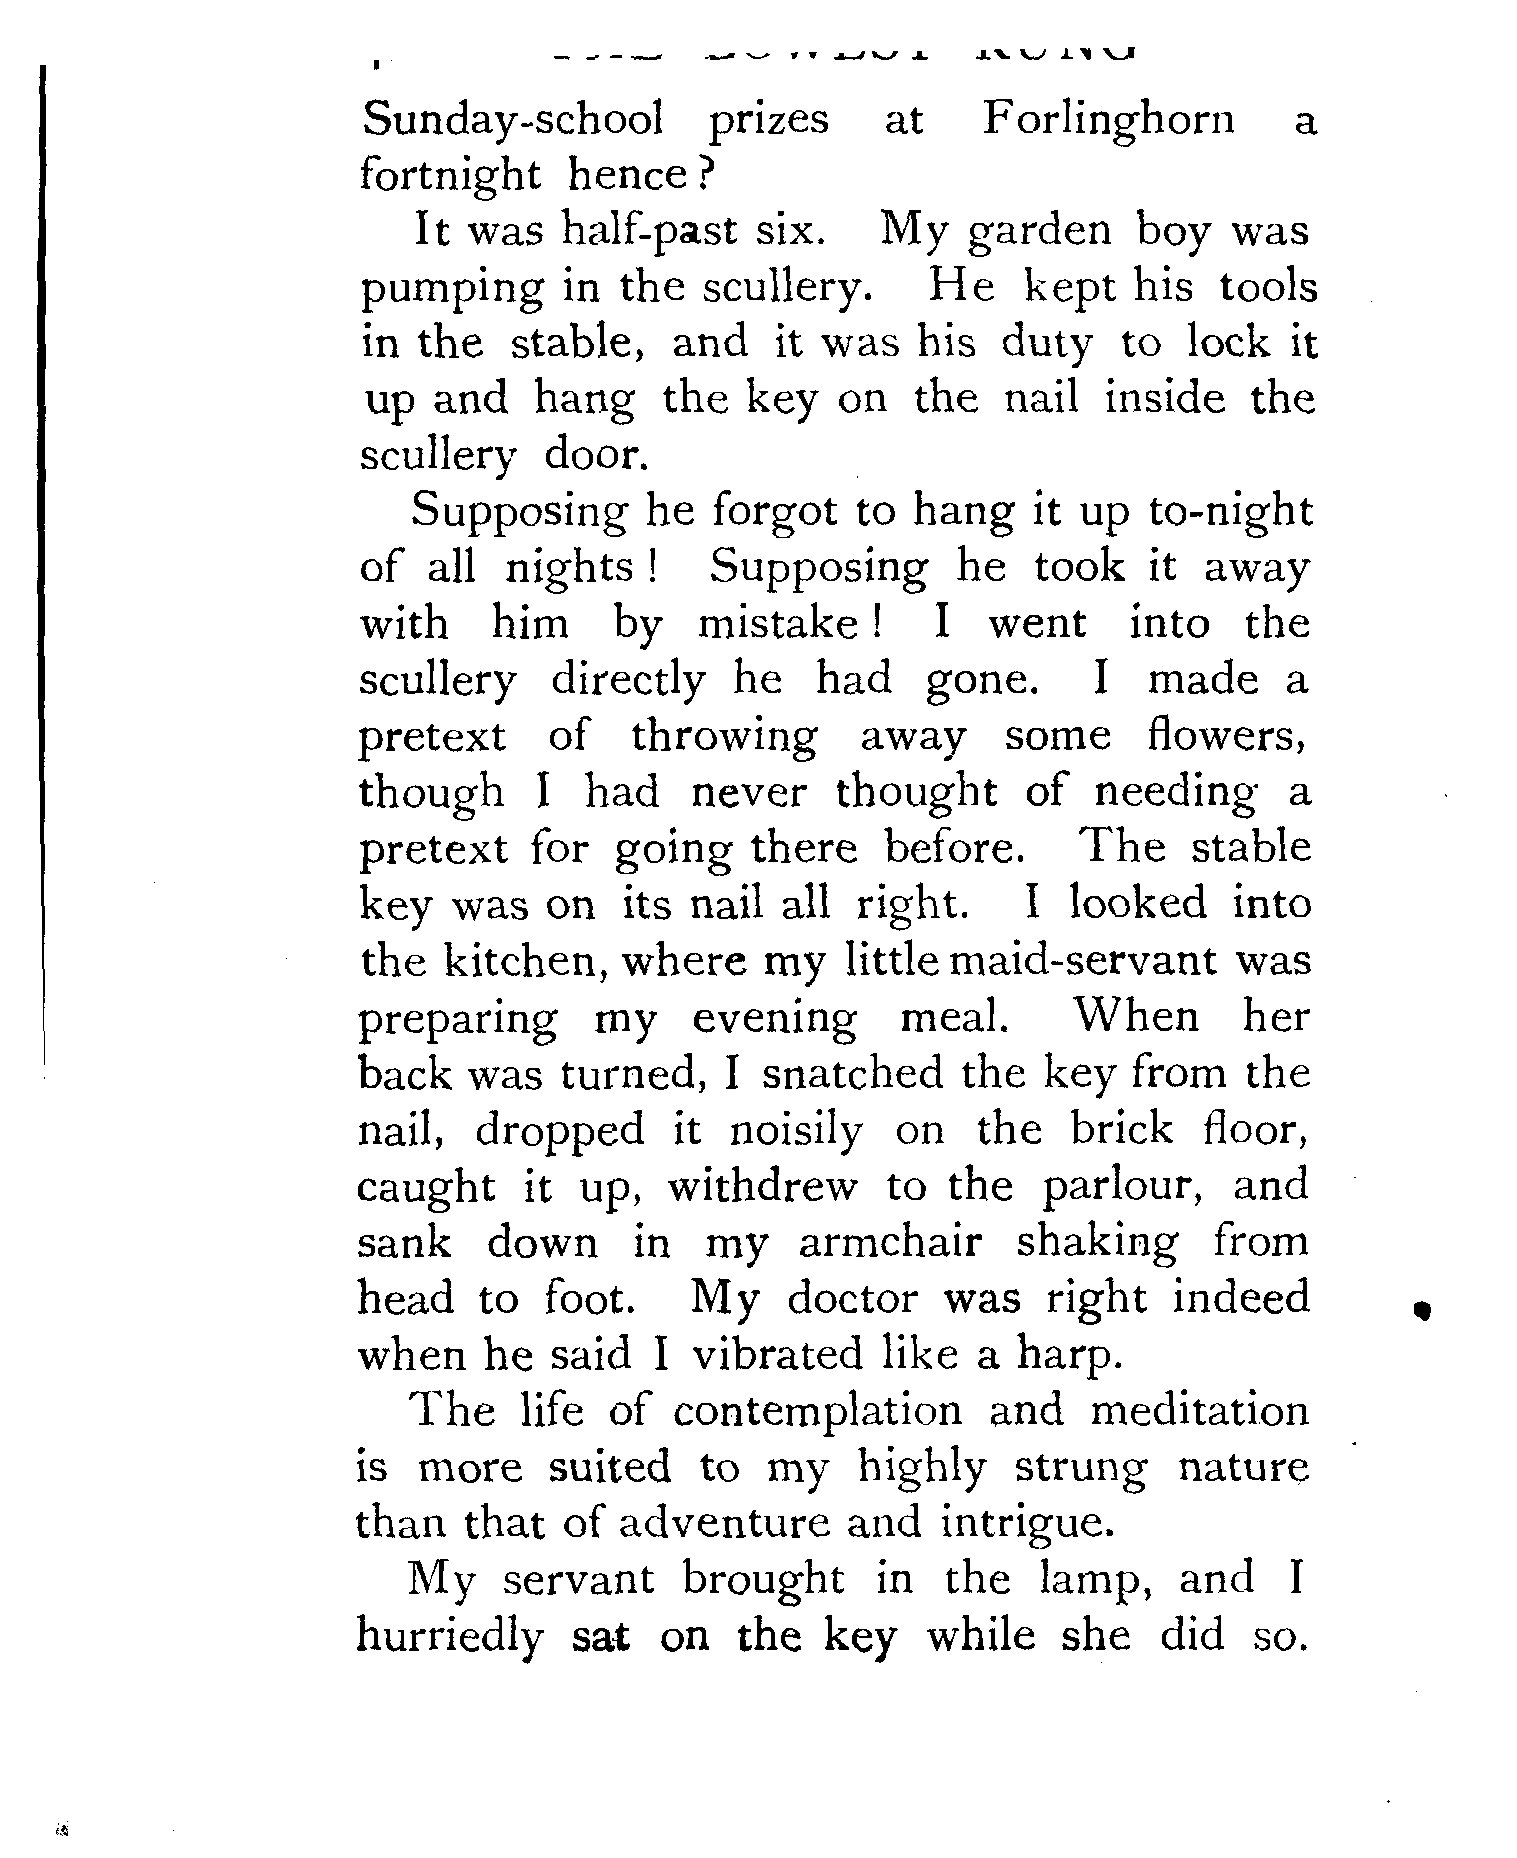 THE LOWEST RUNG
Sunday-school prizes at Forlinghorn a
fortnight hence?
It was half-past six. My garden boy was
pumping in the scullery. He kept his tools
in the stable, and it was his duty to lock it
up and hang the key on the nail inside the
scullery door.
Supposing he forgot to hang it up to-night
of all nights! Supposing he took it away
with him by mistake! I went into the
scullery directly he had gone. I made a
pretext of throwing away some flowers,
though I had never thought of needing a
pretext for going there before. The stable
key was on its nail all right. I looked into
the kitchen, where my little maid-servant was
preparing my evening meal. When her
back was turned, I snatched the key from the
nail, dropped it noisily on the brick floor,
caught it up, withdrew to the parlour, and
sank down in my armchair shaking from
head to foot. My doctor was right indeed
when he said I vibrated like a harp.
The life of contemplation and meditation
is more suited to my highly strung nature
than that of adventure and intrigue.
My servant brought in the lamp, and I
hurriedly sat on the key while she did so.